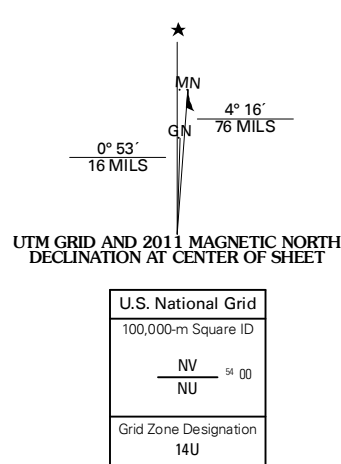 ★
MN
4° 16´
76 MILS
GN
0° 53´
16 MILS
UTM GRID AND 2011 MAGNETIC NORTH
DECLINATION AT CENTER OF SHEET
U.S. National Grid
100,000-m Square ID
NV
54 00
NU
Grid Zone Designation
14U